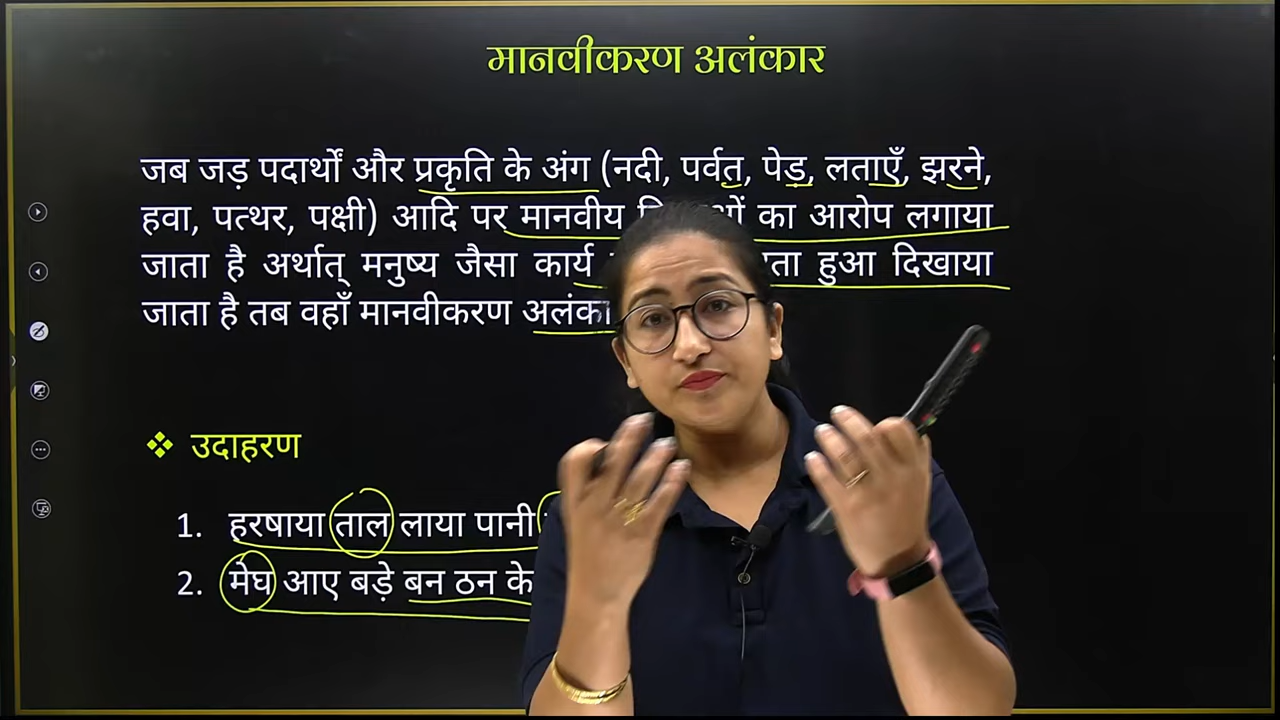 मानवीकरण अलंकार
जब जड़ पदार्थों और प्रकृति के अंग (नदी, पर्वत, पेड़, लताएँ, झरने,
हवा, पत्थर, पक्षी) आदि पर मानवीय का आरोप लगाया
जाता है अर्थात् मनुष्य जैसा कार्य हुआ दिखाया
जाता है तब वहाँ मानवीकरण
❖ उदाहरण
1. हरषाया ताल लाया पानी
2. मेघ आए बड़े बन ठन के